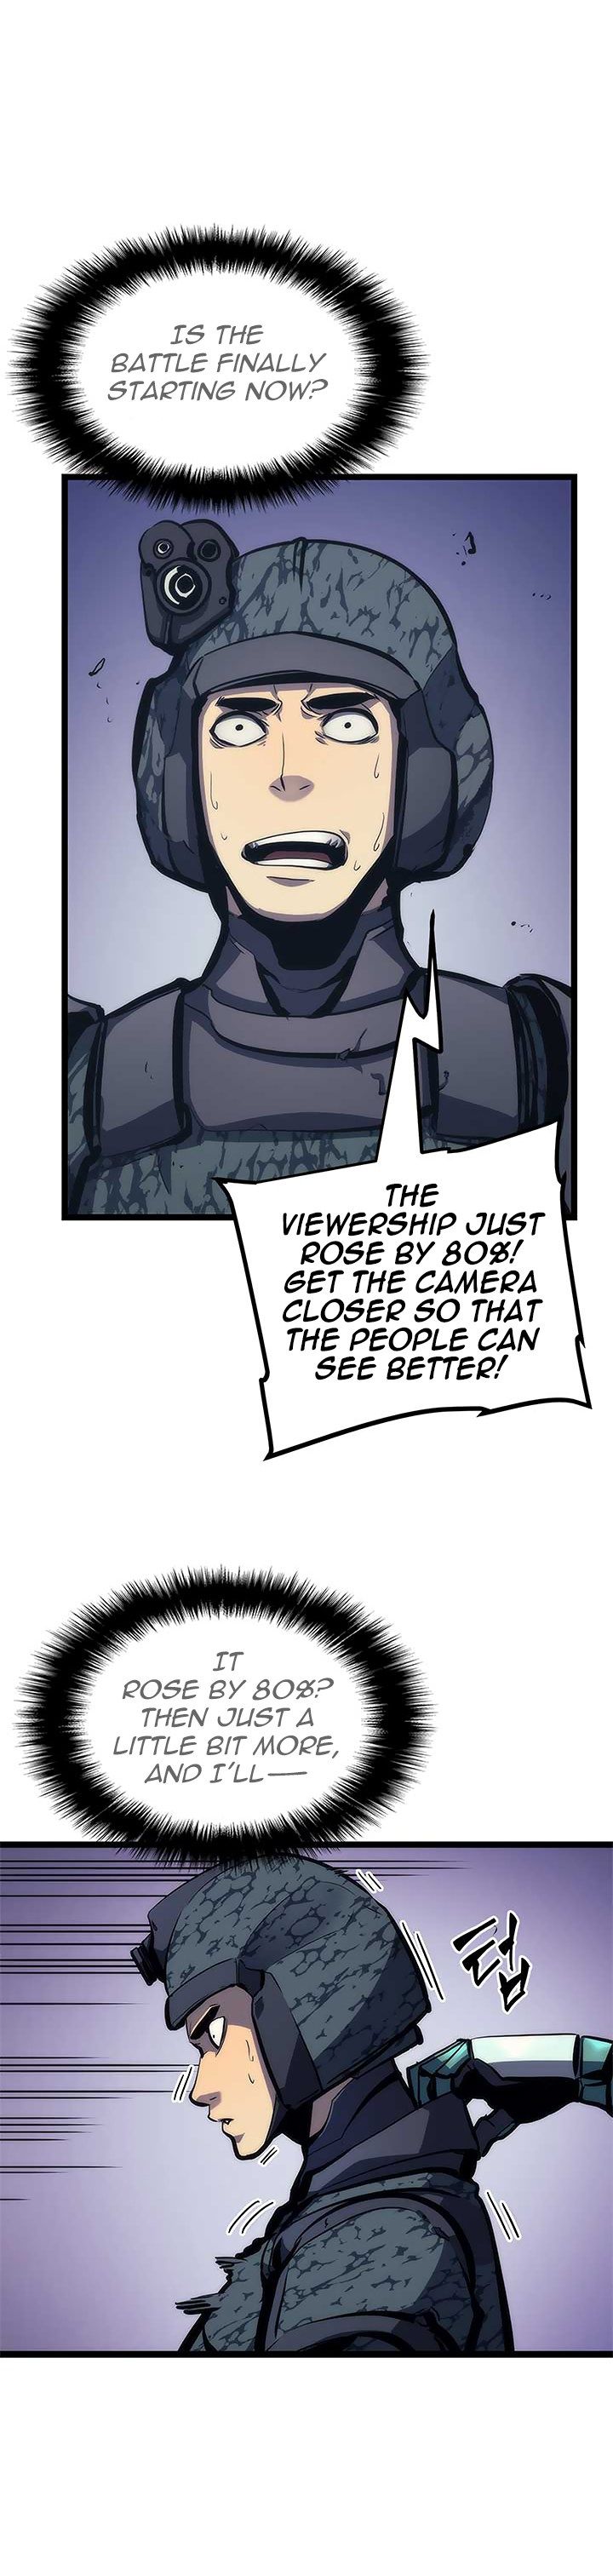 IS THE
BATTLE FINALLY
STARTING NOW?
THE
VIEWERSHIP JUST
ROSE BY 80%!
GET THE CAMERA
CLOSER SO THAT
THE PEOPLE CAN
SEE BETTER!
IT
ROSE BY 80%?
THEN JUST A
LITTLE BIT MORE,
AND I'LL—
텁